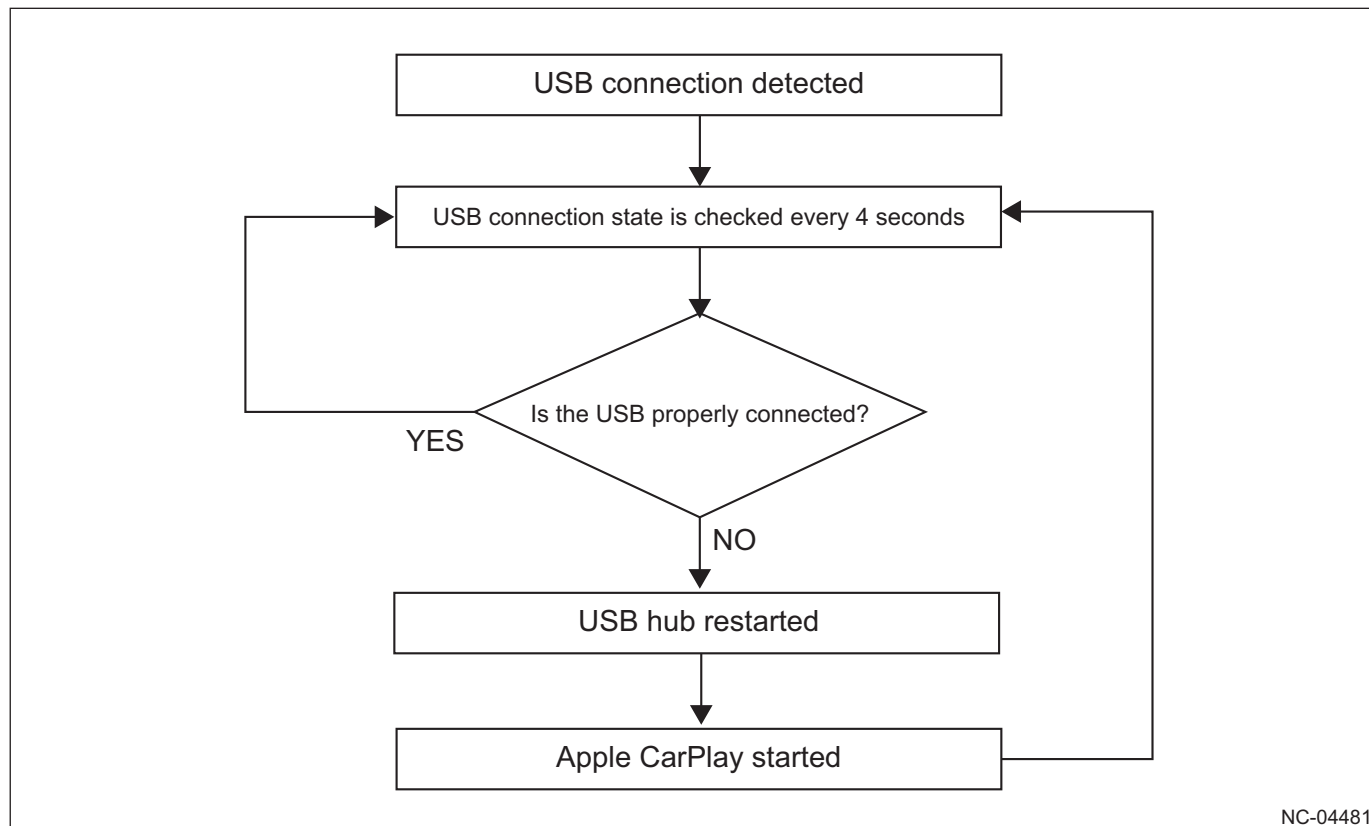 USB connection detected
USB connection state is checked every 4 seconds
Is the USB properly connected?
YES
NO
USB hub restarted
Apple CarPlay started
NC-04481